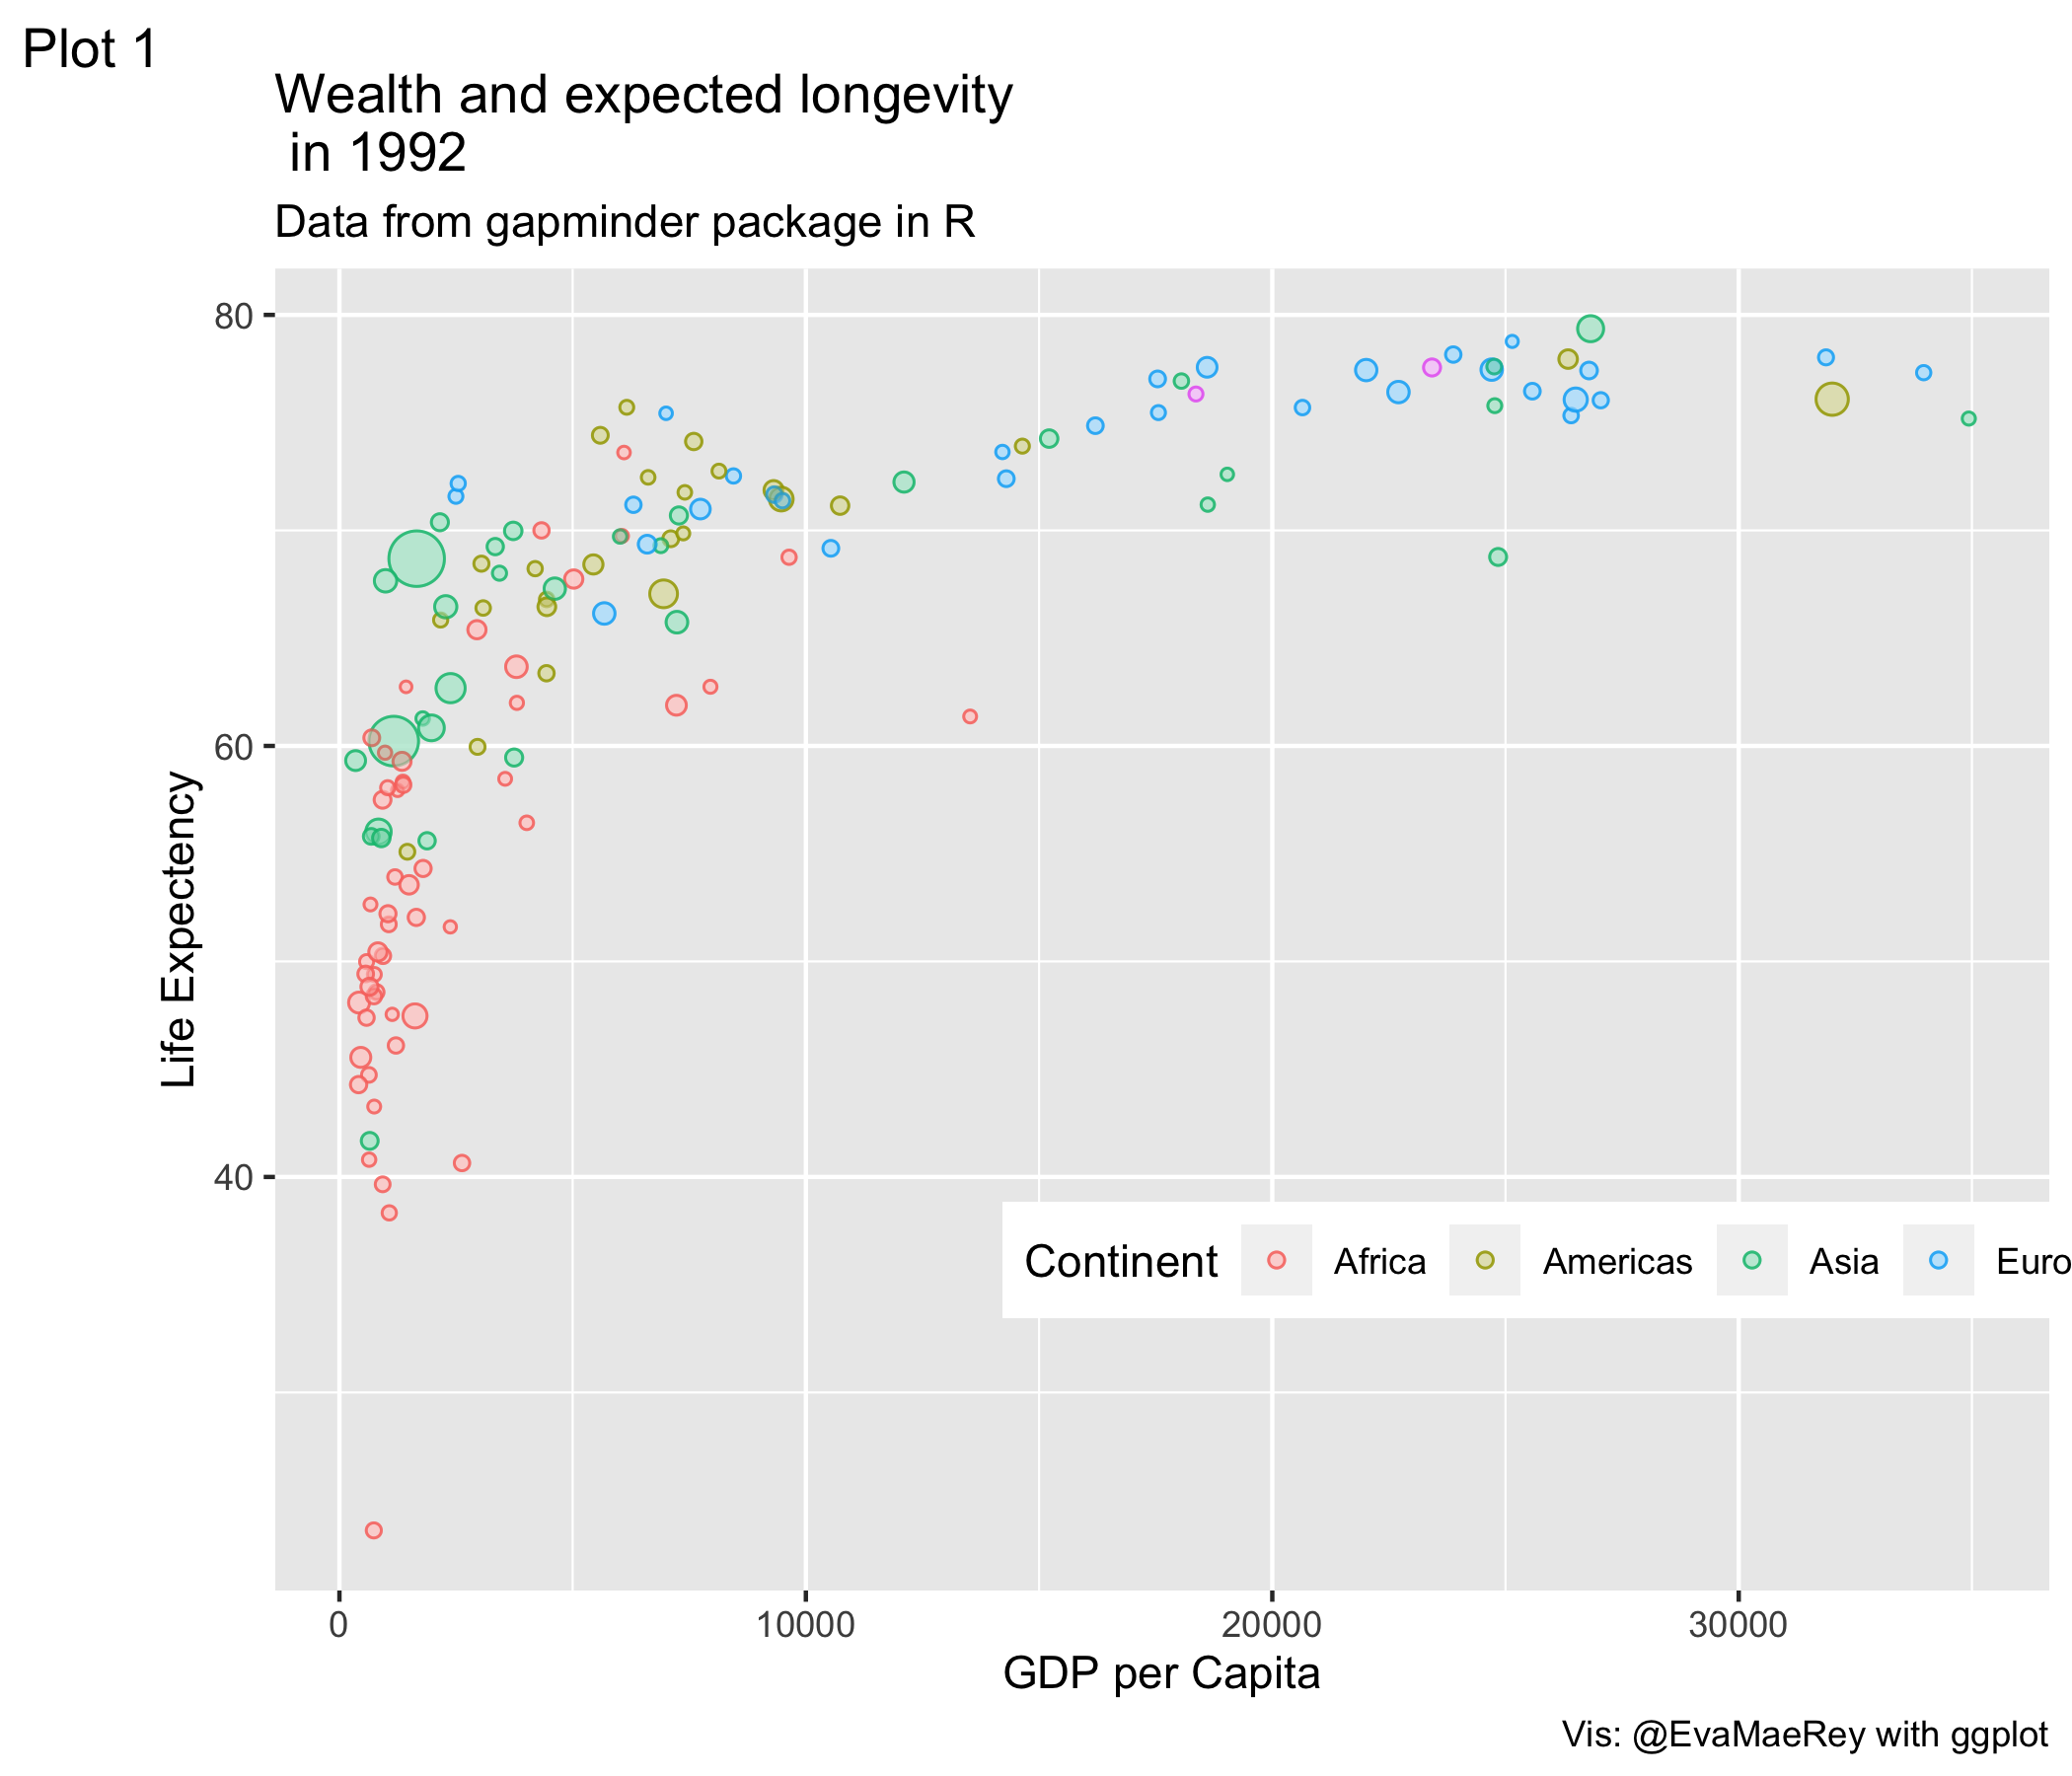 Plot 1
Wealth and expected longevity
in 1992
Data from gapminder package in R
80
60
40
Life Expectency
Continent Africa Americas Asia Euro
0 10000 20000 30000
GDP per Capita
Vis: @EvaMaeRey with ggplot